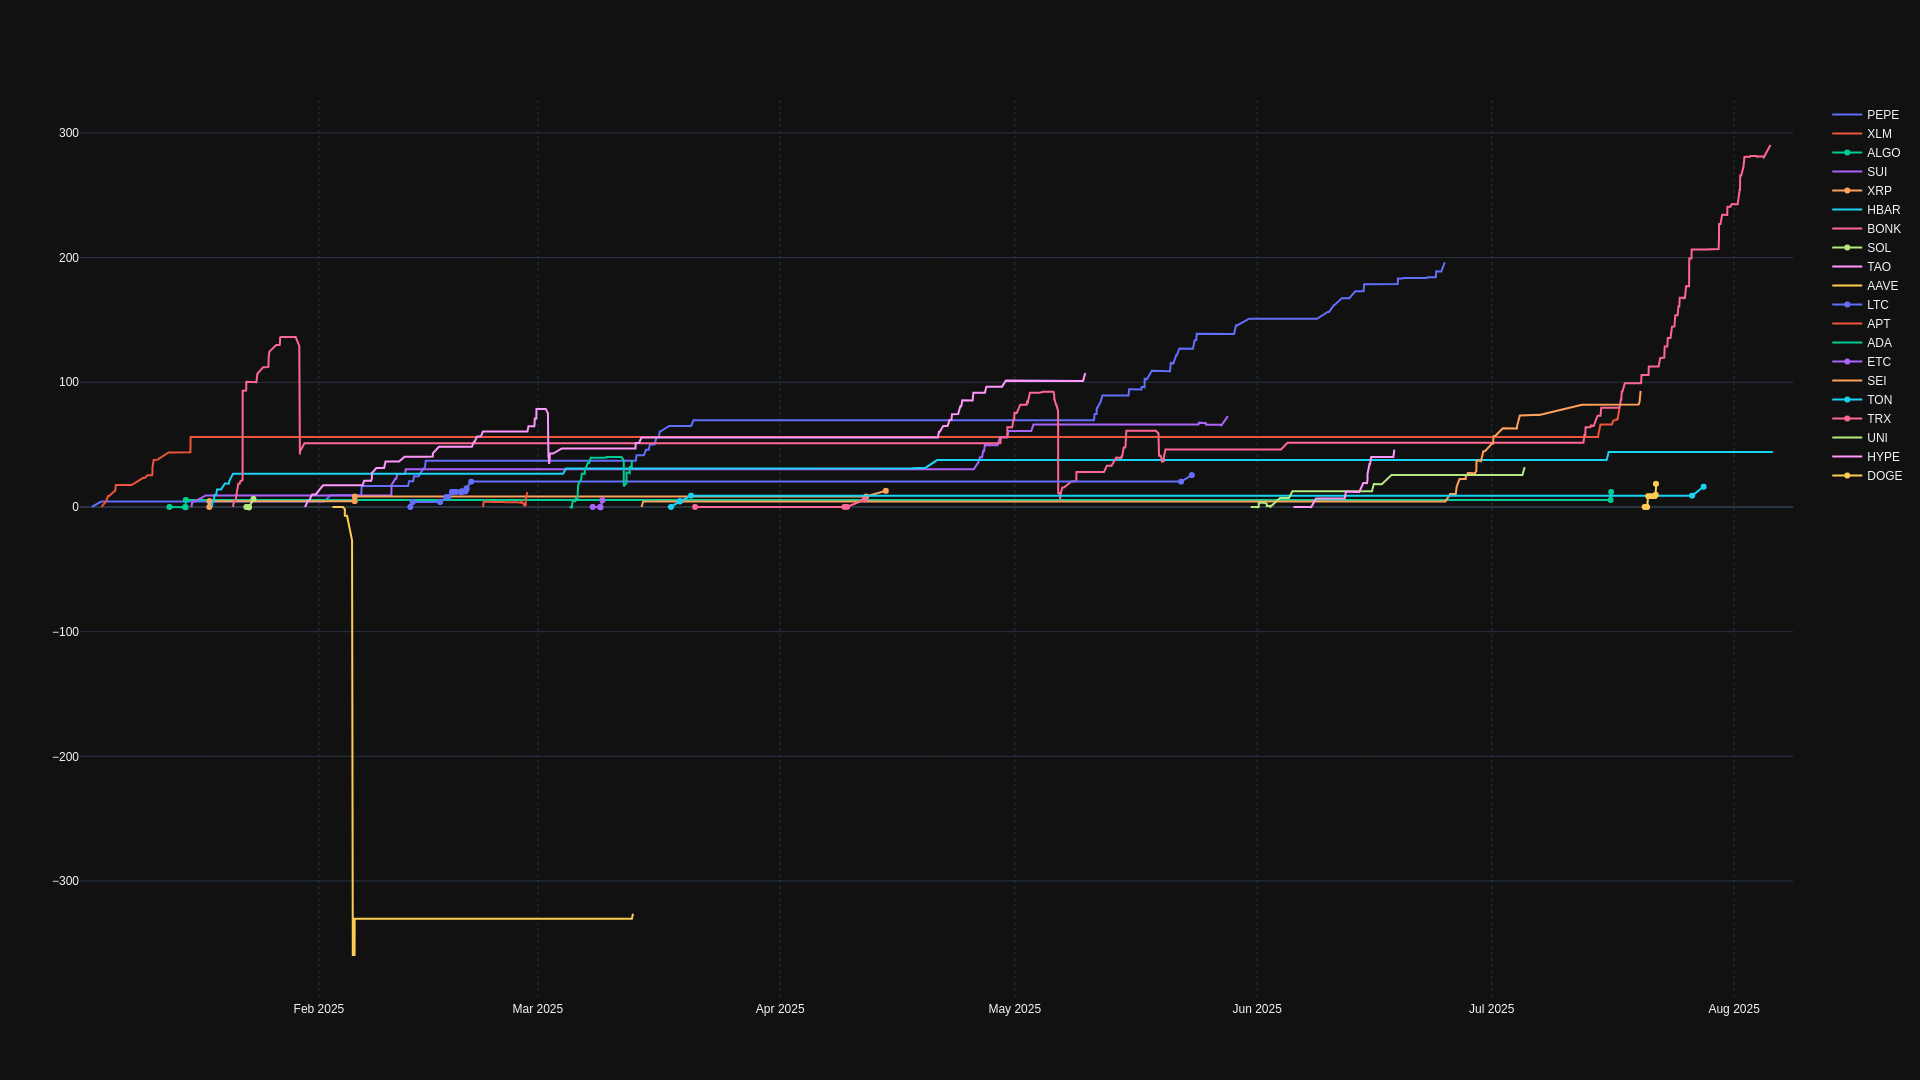 300
200
100
0
−100
−200
−300
Feb 2025
Mar 2025
Apr 2025
May 2025
Jun 2025
Jul 2025
Aug 2025
PEPE
XLM
ALGO
SUI
XRP
HBAR
BONK
SOL
TAO
AAVE
LTC
APT
ADA
ETC
SEI
TON
TRX
UNI
HYPE
DOGE